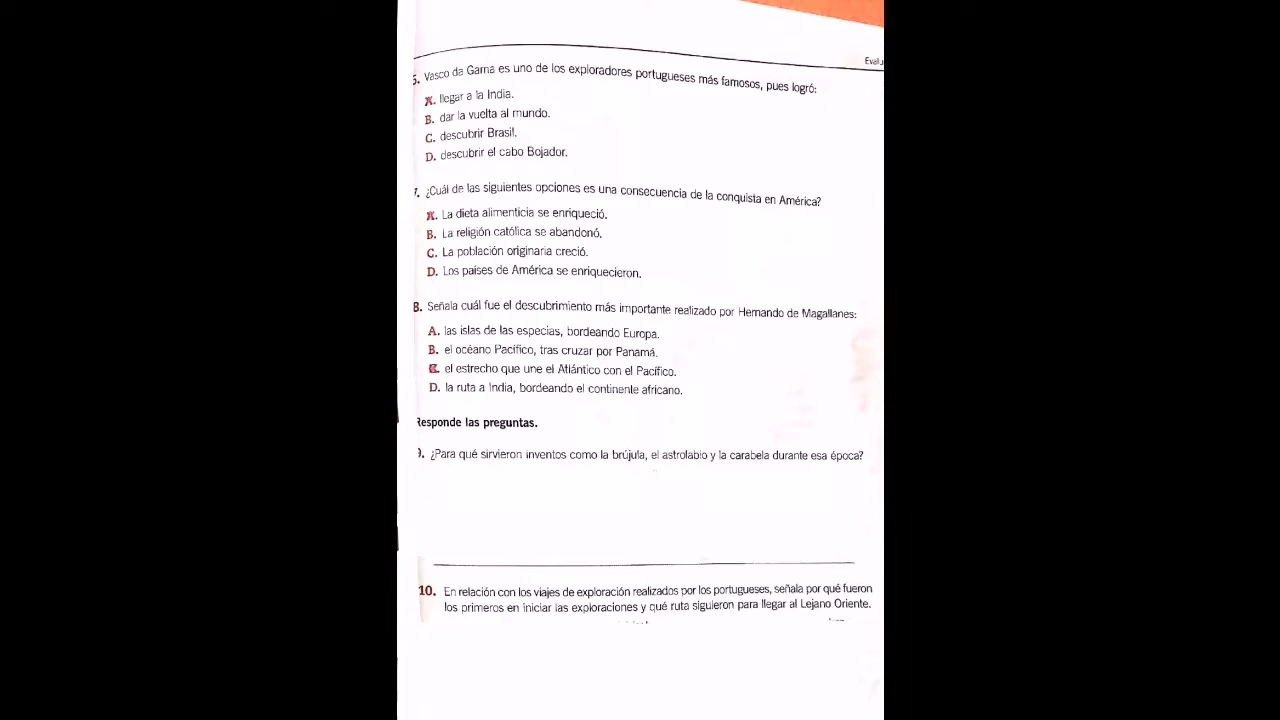 Evalu
6. Vasco da Gama es uno de los exploradores portugueses más famosos, pues logró:
A. llegar a la India.
B. dar la vuelta al mundo.
C. descubrir Brasil.
D. descubrir el cabo Bojador.
7. ¿Cuál de las siguientes opciones es una consecuencia de la conquista en América?
A. La dieta alimenticia se enriqueció.
B. La religión católica se abandonó.
C. La población originaria creció.
D. Los países de América se enriquecieron.
8. Señala cuál fue el descubrimiento más importante realizado por Hernando de Magallanes:
A. las islas de las especias, bordeando Europa.
B. el océano Pacífico, tras cruzar por Panamá.
C. el estrecho que une el Atlántico con el Pacífico.
D. la ruta a India, bordeando el continente africano.
Responde las preguntas.
9. ¿Para qué sirvieron inventos como la brújula, el astrolabio y la carabela durante esa época?
10. En relación con los viajes de exploración realizados por los portugueses, señala por qué fueron
los primeros en iniciar las exploraciones y qué ruta siguieron para llegar al Lejano Oriente.